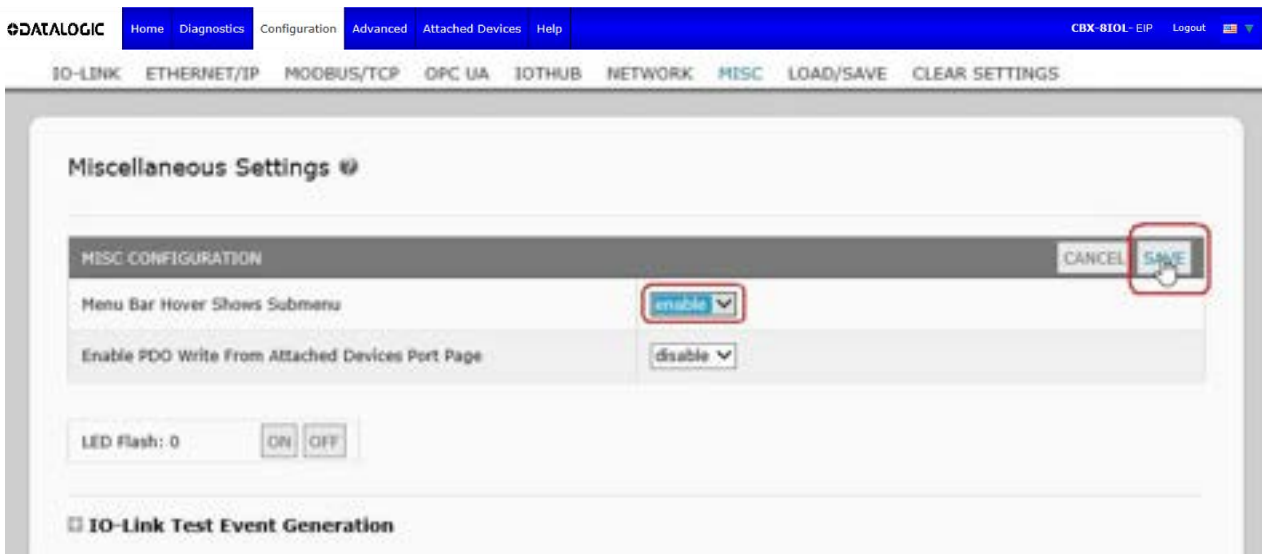 DATALOGIC Home Diagnostics Configuration Advanced Attached Devices Help CBX-8IOL- EIP Logout
IO-LINK ETHERNET/IP MODBUS/TCP OPC UA IOTHUB NETWORK MISC LOAD/SAVE CLEAR SETTINGS
Miscellaneous Settings ?
MISC CONFIGURATION CANCEL SAVE
Menu Bar Hover Shows Submenu enable
Enable PDO Write From Attached Devices Port Page disable
LED Flash: 0 ON OFF
IO-Link Test Event Generation